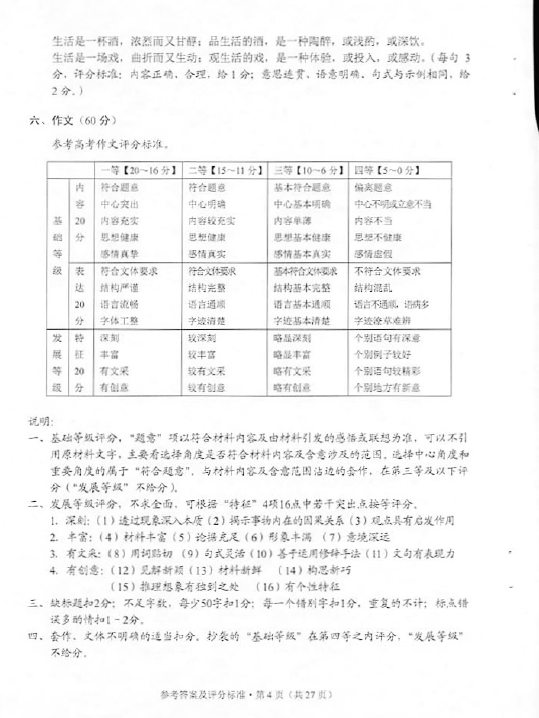 生活是一杯酒，浓烈而又甘醇；品生活的酒，是一种陶醉，或浅酌，或深饮。
生活是一场戏，曲折而又生动；观生活的戏，是一种体验，或投入，或感动。（每句 3
分，评分标准：内容正确、合理，给1分；意思连贯，语意明确、句式与示例相同，给
2分。）
六、作文（60分）
参考高考作文评分标准。
一等【20～16分】 二等【15～11分】 三等【10～6分】 四等【5～0分】
基础等级 内容20分 符合题意 符合题意 基本符合题意 偏离题意
中心突出 中心明确 中心基本明确 中心不明或立意不当
内容充实 内容较充实 内容单薄 内容不当
思想健康 思想健康 思想基本健康 思想不健康
感情真挚 感情真实 感情基本真实 感情虚假
表达20分 符合文体要求 符合文体要求 基本符合文体要求 不符合文体要求
结构严谨 结构完整 结构基本完整 结构混乱
语言流畅 语言通顺 语言基本通顺 语言不通顺，语病多
字体工整 字迹清楚 字迹基本清楚 字迹潦草难辨
发展等级 特征20分 深刻 较深刻 略显深刻 个别语句有深意
丰富 较丰富 略显丰富 个别例子较好
有文采 较有文采 略有文采 个别语句较精彩
有创意 较有创意 略有创意 个别地方有新意
说明：
一、基础等级评分，“题意”项以符合材料内容及由材料引发的感悟或联想为准，可以不引
用原材料文字，主要看选择角度是否符合材料内容及含意涉及的范围。选择中心角度和
重要角度的属于“符合题意”，与材料内容及含意范围沾边的套作，在第三等及以下评
分（“发展等级”不给分）。
二、发展等级评分，不求全面，可根据“特征”4项16点中若干突出点按等评分。
1. 深刻：（1）透过现象深入本质（2）揭示事物内在的因果关系（3）观点具有启发作用
2. 丰富：（4）材料丰富（5）论据充足（6）形象丰满 （7）意境深远
3. 有文采：（8）用词贴切 （9）句式灵活（10）善于运用修辞手法（11）文句有表现力
4. 有创意：（12）见解新颖（13）材料新鲜 （14）构思新巧
（15）推理想象有独到之处 （16）有个性特征
三、缺标题扣2分；不足字数，每少50字扣1分；每一个错别字扣1分，重复的不计；标点错
误多酌情扣1－2分。
四、套作、文体不明确的适当扣分。抄袭的“基础等级”在第四等之内评分，“发展等级”
不给分。
参考答案及评分标准·第4页（共27页）